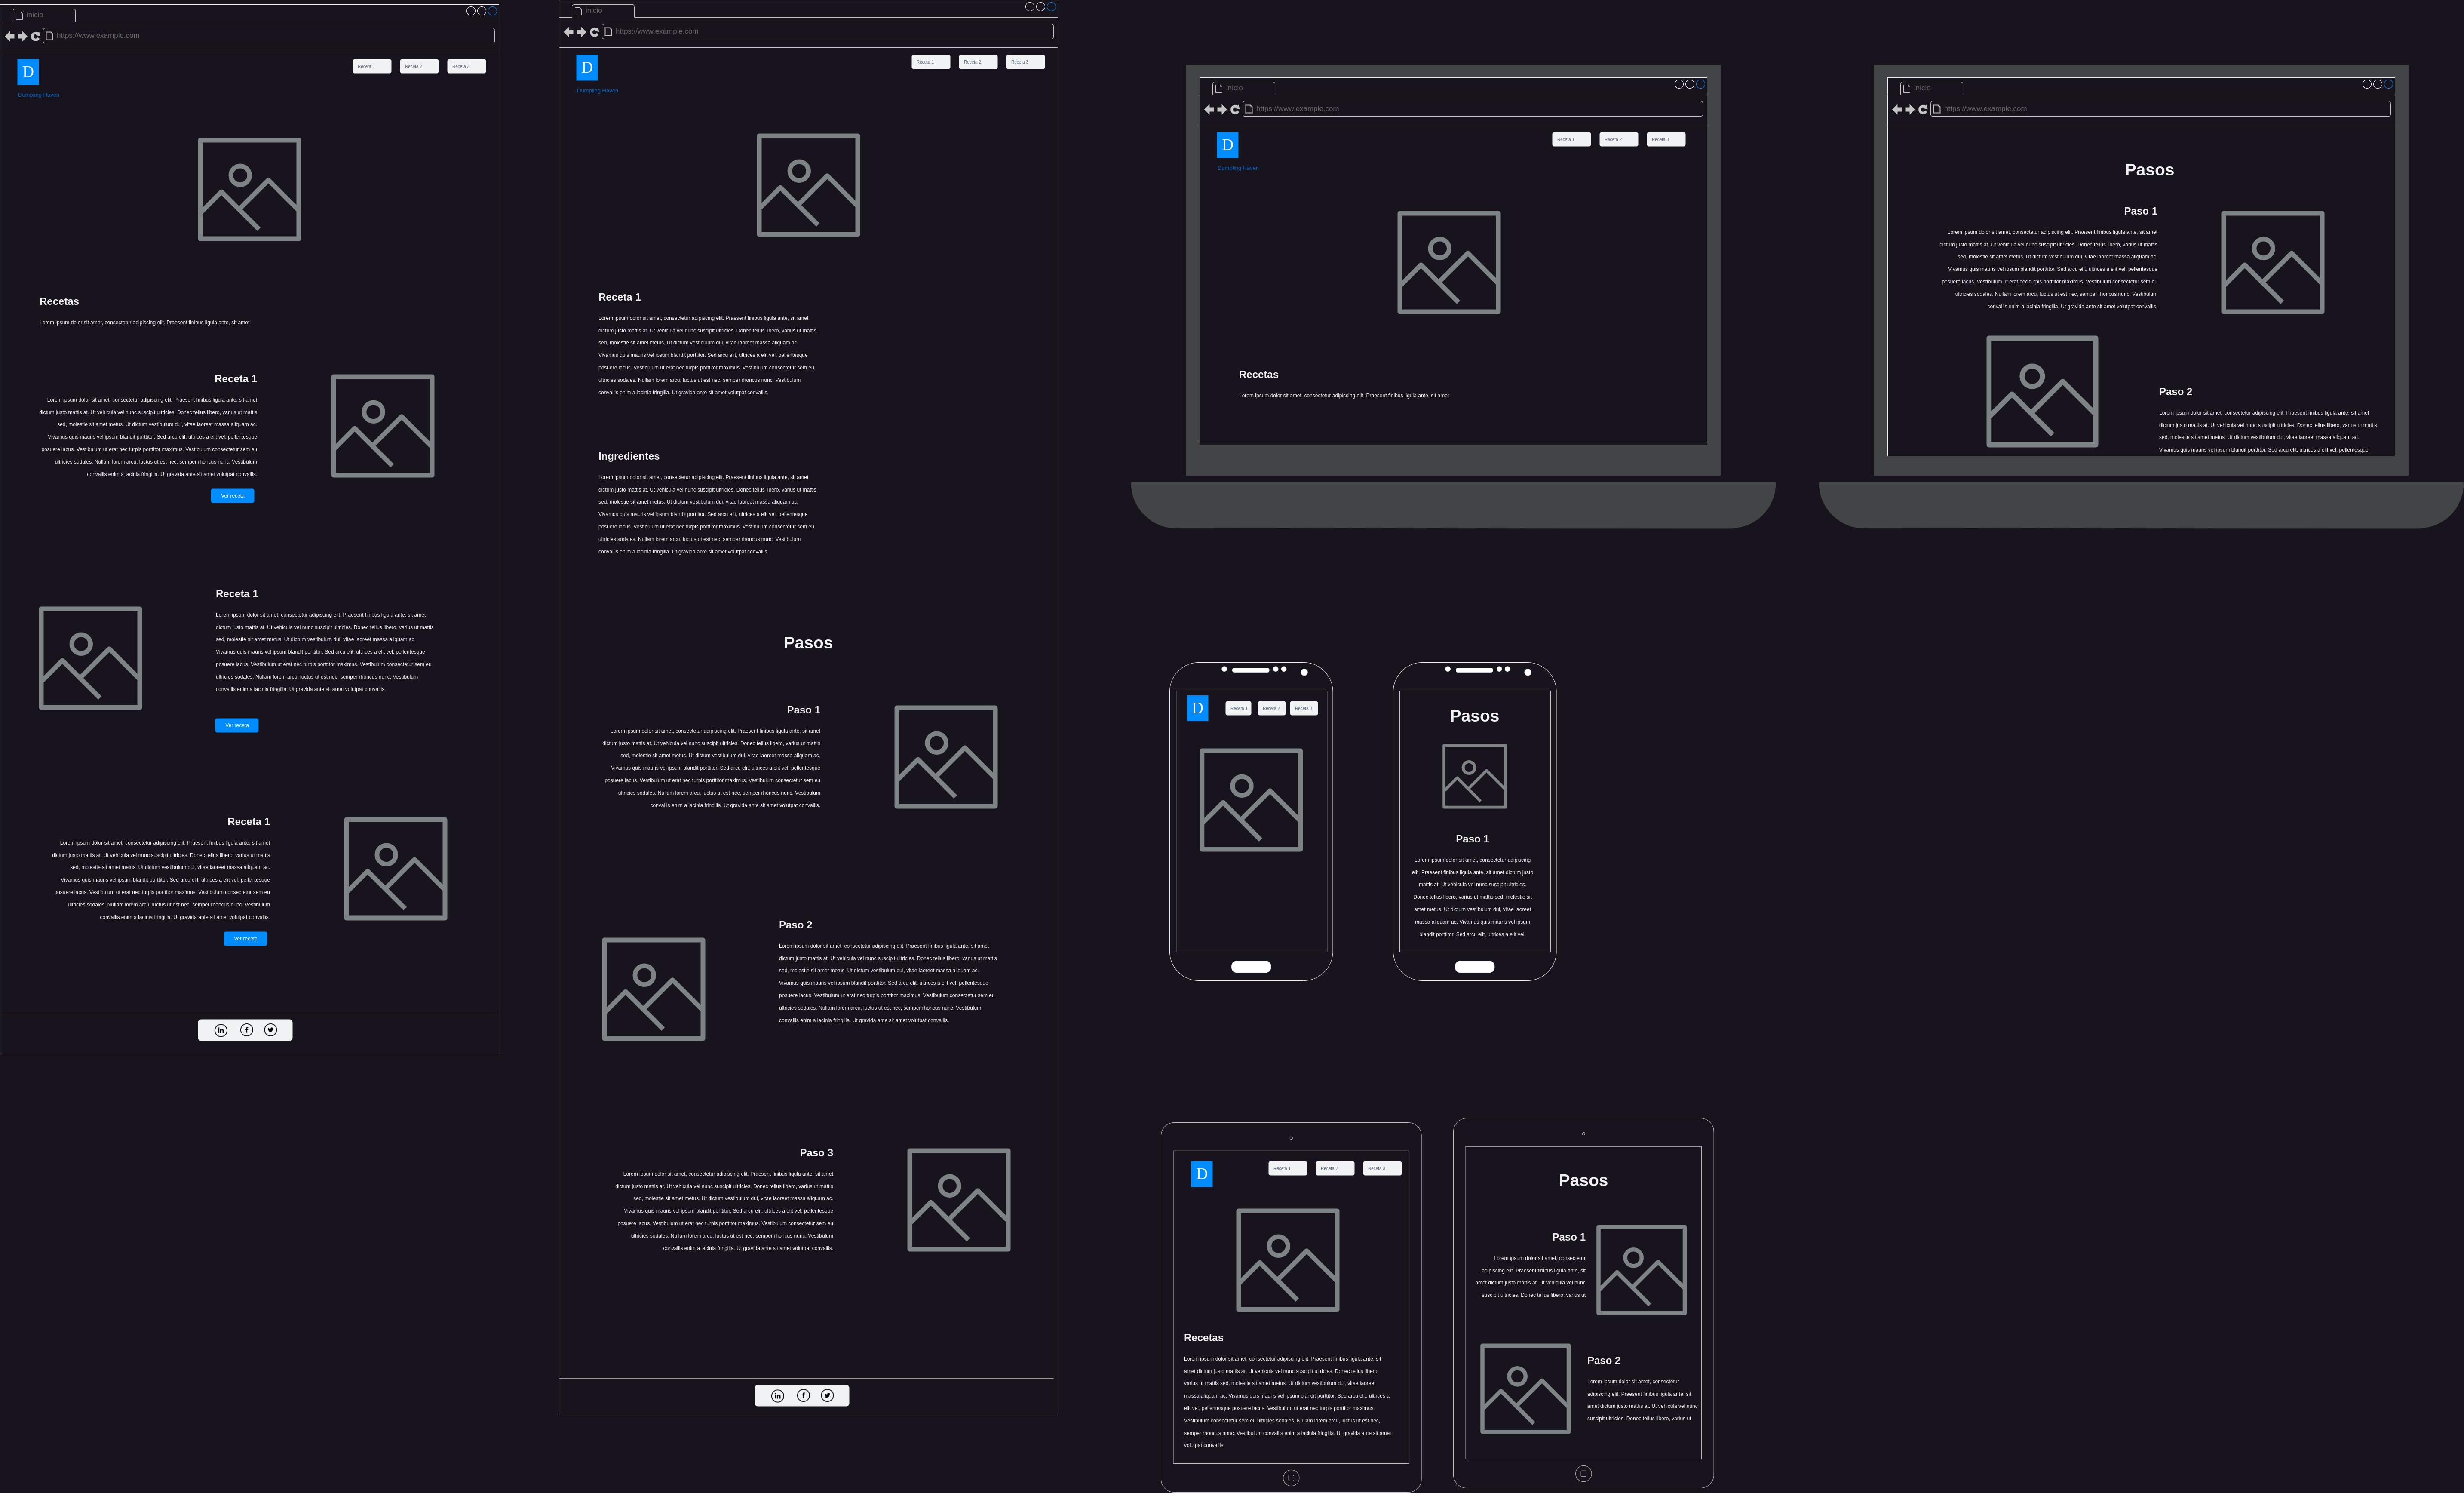 inicio
https://www.example.com
D
Dumpling Haven
Receta 1
Receta 2
Receta 3
Recetas
Lorem ipsum dolor sit amet, consectetur adipiscing elit. Praesent finibus ligula ante, sit amet
Receta 1
Lorem ipsum dolor sit amet, consectetur adipiscing elit. Praesent finibus ligula ante, sit amet
dictum justo mattis at. Ut vehicula vel nunc suscipit ultricies. Donec tellus libero, varius ut mattis
sed, molestie sit amet metus. Ut dictum vestibulum dui, vitae laoreet massa aliquam ac.
Vivamus quis mauris vel ipsum blandit porttitor. Sed arcu elit, ultrices a elit vel, pellentesque
posuere lacus. Vestibulum ut erat nec turpis porttitor maximus. Vestibulum consectetur sem eu
ultricies sodales. Nullam lorem arcu, luctus ut est nec, semper rhoncus nunc. Vestibulum
convallis enim a lacinia fringilla. Ut gravida ante sit amet volutpat convallis.
Ver receta
Receta 1
Lorem ipsum dolor sit amet, consectetur adipiscing elit. Praesent finibus ligula ante, sit amet
dictum justo mattis at. Ut vehicula vel nunc suscipit ultricies. Donec tellus libero, varius ut mattis
sed, molestie sit amet metus. Ut dictum vestibulum dui, vitae laoreet massa aliquam ac.
Vivamus quis mauris vel ipsum blandit porttitor. Sed arcu elit, ultrices a elit vel, pellentesque
posuere lacus. Vestibulum ut erat nec turpis porttitor maximus. Vestibulum consectetur sem eu
ultricies sodales. Nullam lorem arcu, luctus ut est nec, semper rhoncus nunc. Vestibulum
convallis enim a lacinia fringilla. Ut gravida ante sit amet volutpat convallis.
Ver receta
Receta 1
Lorem ipsum dolor sit amet, consectetur adipiscing elit. Praesent finibus ligula ante, sit amet
dictum justo mattis at. Ut vehicula vel nunc suscipit ultricies. Donec tellus libero, varius ut mattis
sed, molestie sit amet metus. Ut dictum vestibulum dui, vitae laoreet massa aliquam ac.
Vivamus quis mauris vel ipsum blandit porttitor. Sed arcu elit, ultrices a elit vel, pellentesque
posuere lacus. Vestibulum ut erat nec turpis porttitor maximus. Vestibulum consectetur sem eu
ultricies sodales. Nullam lorem arcu, luctus ut est nec, semper rhoncus nunc. Vestibulum
convallis enim a lacinia fringilla. Ut gravida ante sit amet volutpat convallis.
Ver receta
in f
inicio
https://www.example.com
D
Dumpling Haven
Receta 1
Receta 2
Receta 3
Receta 1
Lorem ipsum dolor sit amet, consectetur adipiscing elit. Praesent finibus ligula ante, sit amet
dictum justo mattis at. Ut vehicula vel nunc suscipit ultricies. Donec tellus libero, varius ut mattis
sed, molestie sit amet metus. Ut dictum vestibulum dui, vitae laoreet massa aliquam ac.
Vivamus quis mauris vel ipsum blandit porttitor. Sed arcu elit, ultrices a elit vel, pellentesque
posuere lacus. Vestibulum ut erat nec turpis porttitor maximus. Vestibulum consectetur sem eu
ultricies sodales. Nullam lorem arcu, luctus ut est nec, semper rhoncus nunc. Vestibulum
convallis enim a lacinia fringilla. Ut gravida ante sit amet volutpat convallis.
Ingredientes
Lorem ipsum dolor sit amet, consectetur adipiscing elit. Praesent finibus ligula ante, sit amet
dictum justo mattis at. Ut vehicula vel nunc suscipit ultricies. Donec tellus libero, varius ut mattis
sed, molestie sit amet metus. Ut dictum vestibulum dui, vitae laoreet massa aliquam ac.
Vivamus quis mauris vel ipsum blandit porttitor. Sed arcu elit, ultrices a elit vel, pellentesque
posuere lacus. Vestibulum ut erat nec turpis porttitor maximus. Vestibulum consectetur sem eu
ultricies sodales. Nullam lorem arcu, luctus ut est nec, semper rhoncus nunc. Vestibulum
convallis enim a lacinia fringilla. Ut gravida ante sit amet volutpat convallis.
Pasos
Paso 1
Lorem ipsum dolor sit amet, consectetur adipiscing elit. Praesent finibus ligula ante, sit amet
dictum justo mattis at. Ut vehicula vel nunc suscipit ultricies. Donec tellus libero, varius ut mattis
sed, molestie sit amet metus. Ut dictum vestibulum dui, vitae laoreet massa aliquam ac.
Vivamus quis mauris vel ipsum blandit porttitor. Sed arcu elit, ultrices a elit vel, pellentesque
posuere lacus. Vestibulum ut erat nec turpis porttitor maximus. Vestibulum consectetur sem eu
ultricies sodales. Nullam lorem arcu, luctus ut est nec, semper rhoncus nunc. Vestibulum
convallis enim a lacinia fringilla. Ut gravida ante sit amet volutpat convallis.
Paso 2
Lorem ipsum dolor sit amet, consectetur adipiscing elit. Praesent finibus ligula ante, sit amet
dictum justo mattis at. Ut vehicula vel nunc suscipit ultricies. Donec tellus libero, varius ut mattis
sed, molestie sit amet metus. Ut dictum vestibulum dui, vitae laoreet massa aliquam ac.
Vivamus quis mauris vel ipsum blandit porttitor. Sed arcu elit, ultrices a elit vel, pellentesque
posuere lacus. Vestibulum ut erat nec turpis porttitor maximus. Vestibulum consectetur sem eu
ultricies sodales. Nullam lorem arcu, luctus ut est nec, semper rhoncus nunc. Vestibulum
convallis enim a lacinia fringilla. Ut gravida ante sit amet volutpat convallis.
Paso 3
Lorem ipsum dolor sit amet, consectetur adipiscing elit. Praesent finibus ligula ante, sit amet
dictum justo mattis at. Ut vehicula vel nunc suscipit ultricies. Donec tellus libero, varius ut mattis
sed, molestie sit amet metus. Ut dictum vestibulum dui, vitae laoreet massa aliquam ac.
Vivamus quis mauris vel ipsum blandit porttitor. Sed arcu elit, ultrices a elit vel, pellentesque
posuere lacus. Vestibulum ut erat nec turpis porttitor maximus. Vestibulum consectetur sem eu
ultricies sodales. Nullam lorem arcu, luctus ut est nec, semper rhoncus nunc. Vestibulum
convallis enim a lacinia fringilla. Ut gravida ante sit amet volutpat convallis.
in f
inicio
https://www.example.com
D
Dumpling Haven
Receta 1
Receta 2
Receta 3
Recetas
Lorem ipsum dolor sit amet, consectetur adipiscing elit. Praesent finibus ligula ante, sit amet
inicio
https://www.example.com
Pasos
Paso 1
Lorem ipsum dolor sit amet, consectetur adipiscing elit. Praesent finibus ligula ante, sit amet
dictum justo mattis at. Ut vehicula vel nunc suscipit ultricies. Donec tellus libero, varius ut mattis
sed, molestie sit amet metus. Ut dictum vestibulum dui, vitae laoreet massa aliquam ac.
Vivamus quis mauris vel ipsum blandit porttitor. Sed arcu elit, ultrices a elit vel, pellentesque
posuere lacus. Vestibulum ut erat nec turpis porttitor maximus. Vestibulum consectetur sem eu
ultricies sodales. Nullam lorem arcu, luctus ut est nec, semper rhoncus nunc. Vestibulum
convallis enim a lacinia fringilla. Ut gravida ante sit amet volutpat convallis.
Paso 2
Lorem ipsum dolor sit amet, consectetur adipiscing elit. Praesent finibus ligula ante, sit amet
dictum justo mattis at. Ut vehicula vel nunc suscipit ultricies. Donec tellus libero, varius ut mattis
sed, molestie sit amet metus. Ut dictum vestibulum dui, vitae laoreet massa aliquam ac.
Vivamus quis mauris vel ipsum blandit porttitor. Sed arcu elit, ultrices a elit vel, pellentesque
D
Receta 1
Receta 2
Receta 3
Pasos
Paso 1
Lorem ipsum dolor sit amet, consectetur adipiscing
elit. Praesent finibus ligula ante, sit amet dictum justo
mattis at. Ut vehicula vel nunc suscipit ultricies.
Donec tellus libero, varius ut mattis sed, molestie sit
amet metus. Ut dictum vestibulum dui, vitae laoreet
massa aliquam ac. Vivamus quis mauris vel ipsum
blandit porttitor. Sed arcu elit, ultrices a elit vel,
D
Receta 1
Receta 2
Receta 3
Recetas
Lorem ipsum dolor sit amet, consectetur adipiscing elit. Praesent finibus ligula ante, sit
amet dictum justo mattis at. Ut vehicula vel nunc suscipit ultricies. Donec tellus libero,
varius ut mattis sed, molestie sit amet metus. Ut dictum vestibulum dui, vitae laoreet
massa aliquam ac. Vivamus quis mauris vel ipsum blandit porttitor. Sed arcu elit, ultrices a
elit vel, pellentesque posuere lacus. Vestibulum ut erat nec turpis porttitor maximus.
Vestibulum consectetur sem eu ultricies sodales. Nullam lorem arcu, luctus ut est nec,
semper rhoncus nunc. Vestibulum convallis enim a lacinia fringilla. Ut gravida ante sit amet
volutpat convallis.
Pasos
Paso 1
Lorem ipsum dolor sit amet, consectetur
adipiscing elit. Praesent finibus ligula ante, sit
amet dictum justo mattis at. Ut vehicula vel nunc
suscipit ultricies. Donec tellus libero, varius ut
Paso 2
Lorem ipsum dolor sit amet, consectetur
adipiscing elit. Praesent finibus ligula ante, sit
amet dictum justo mattis at. Ut vehicula vel nunc
suscipit ultricies. Donec tellus libero, varius ut